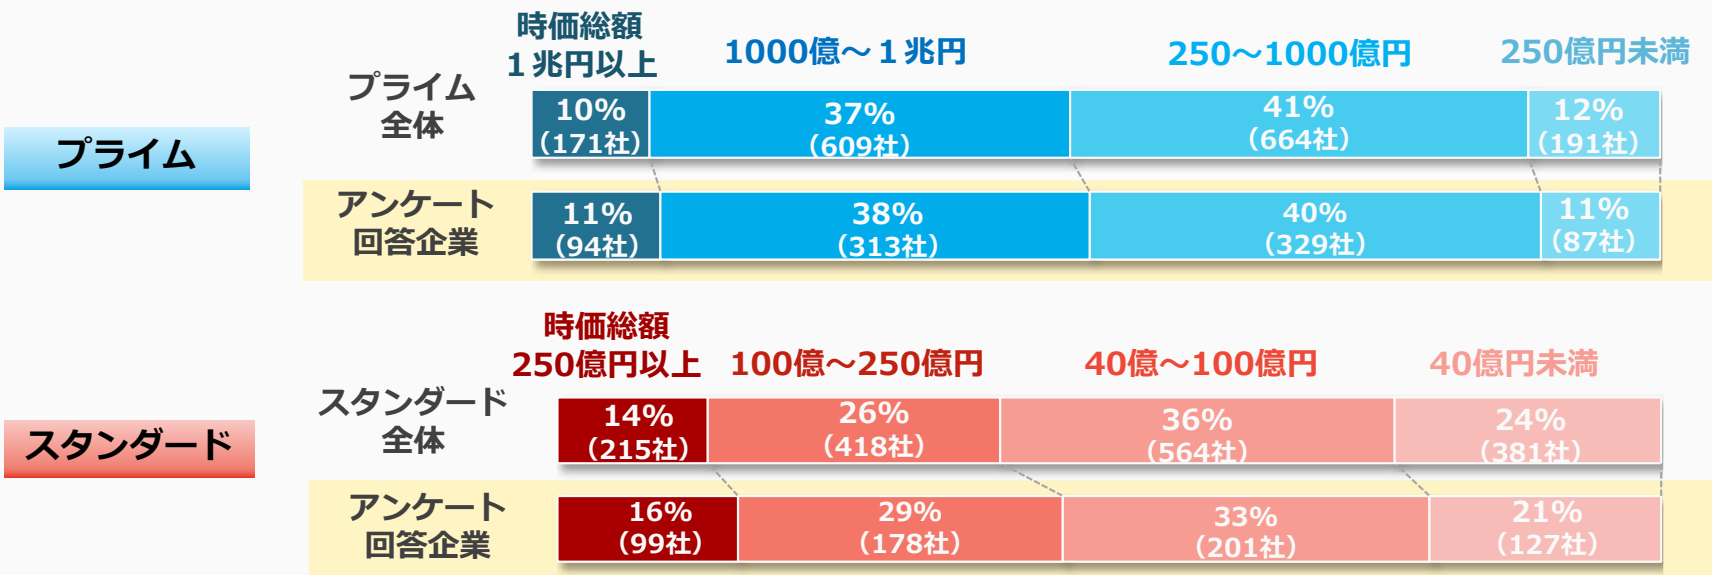 時価総額
１兆円以上
1000億～１兆円
250～1000億円
250億円未満
プライム
プライム
全体
10%
（171社）
37%
（609社）
41%
（664社）
12%
（191社）
アンケート
回答企業
11%
（94社）
38%
（313社）
40%
（329社）
11%
（87社）
時価総額
250億円以上
100億～250億円
40億～100億円
40億円未満
スタンダード
スタンダード
全体
14%
（215社）
26%
（418社）
36%
（564社）
24%
（381社）
アンケート
回答企業
16%
（99社）
29%
（178社）
33%
（201社）
21%
（127社）